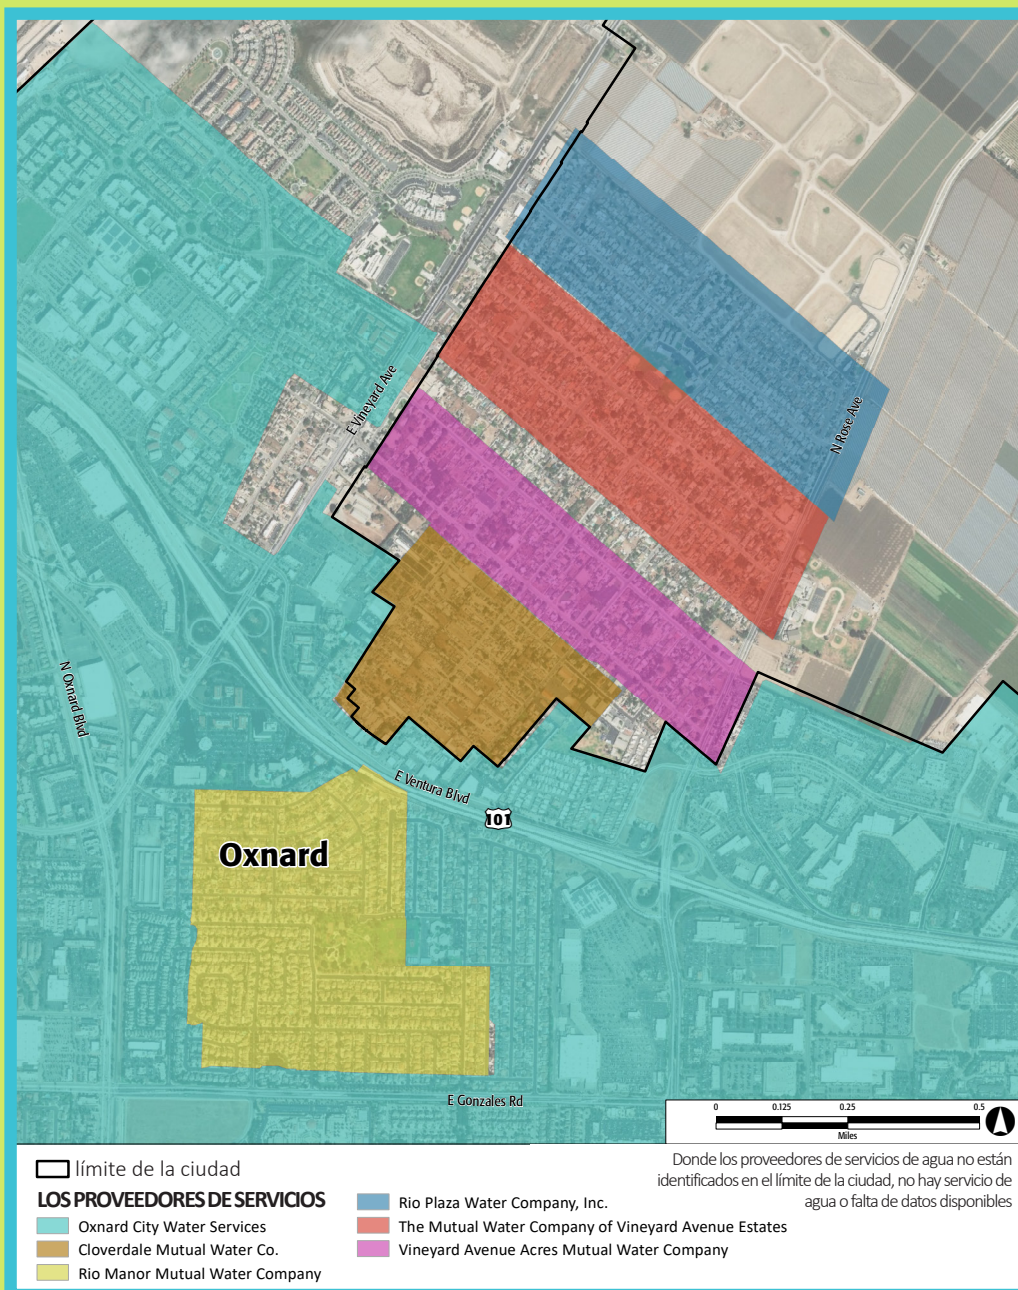 E Vineyard Ave
N Rose Ave
N Oxnard Blvd
E Ventura Blvd
101
Oxnard
E Gonzales Rd
0 0.125 0.25 0.5
Miles
límite de la ciudad
LOS PROVEEDORES DE SERVICIOS
Oxnard City Water Services
Cloverdale Mutual Water Co.
Rio Manor Mutual Water Company
Rio Plaza Water Company, Inc.
The Mutual Water Company of Vineyard Avenue Estates
Vineyard Avenue Acres Mutual Water Company
Donde los proveedores de servicios de agua no están
identificados en el límite de la ciudad, no hay servicio de
agua o falta de datos disponibles